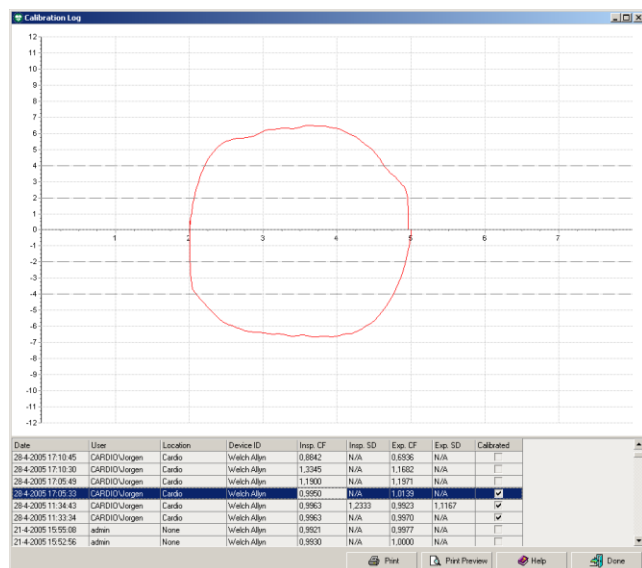 Calibration Log
12
11
10
9
8
7
6
5
4
3
2
1
0
1 2 3 4 5 6 7
-1
-2
-3
-4
-5
-6
-7
-8
-9
-10
-11
-12
Date User Location Device ID Insp. CF Insp. SD Exp. CF Exp. SD Calibrated
28-4-2005 17:10:45 CARDIO\Jorgen Cardio Welch Allyn 0,8842 N/A 0,6936 N/A
28-4-2005 17:10:30 CARDIO\Jorgen Cardio Welch Allyn 1,3345 N/A 1,1682 N/A
28-4-2005 17:05:49 CARDIO\Jorgen Cardio Welch Allyn 1,1900 N/A 1,1971 N/A
28-4-2005 17:05:33 CARDIO\Jorgen Cardio Welch Allyn 0,9950 N/A 1,0139 N/A
28-4-2005 11:34:43 CARDIO\Jorgen Cardio Welch Allyn 0,9963 1,2333 0,9923 1,1167
28-4-2005 11:33:34 CARDIO\Jorgen Cardio Welch Allyn 0,9963 N/A 0,9970 N/A
21-4-2005 15:55:08 admin None Welch Allyn 0,9921 N/A 0,9977 N/A
21-4-2005 15:52:56 admin None Welch Allyn 0,9930 N/A 1,0000 N/A
Print Print Preview Help Done